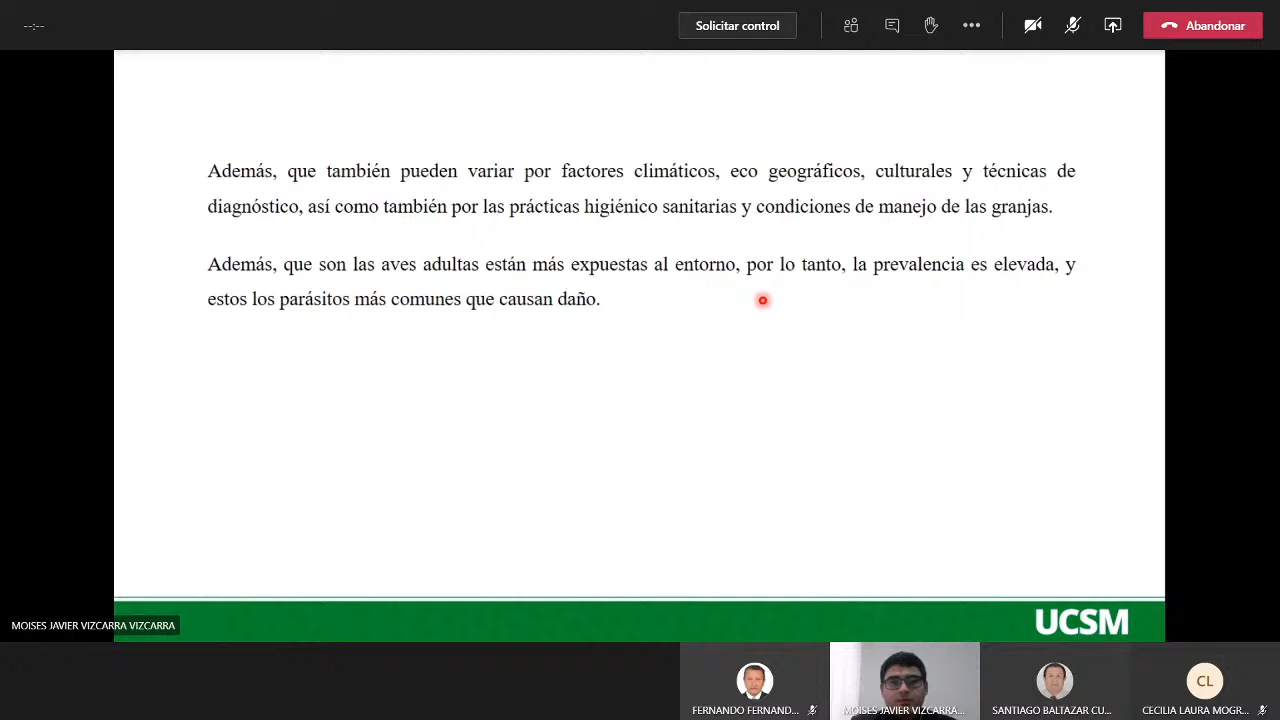 --:--
Solicitar control
Abandonar
Además, que también pueden variar por factores climáticos, eco geográficos, culturales y técnicas de
diagnóstico, así como también por las prácticas higiénico sanitarias y condiciones de manejo de las granjas.
Además, que son las aves adultas están más expuestas al entorno, por lo tanto, la prevalencia es elevada, y
estos los parásitos más comunes que causan daño.
UCSM
MOISES JAVIER VIZCARRA VIZCARRA
CL
FERNANDO FERNAND...
MOISES JAVIER VIZCARRA...
SANTIAGO BALTAZAR CU...
CECILIA LAURA MOGR...